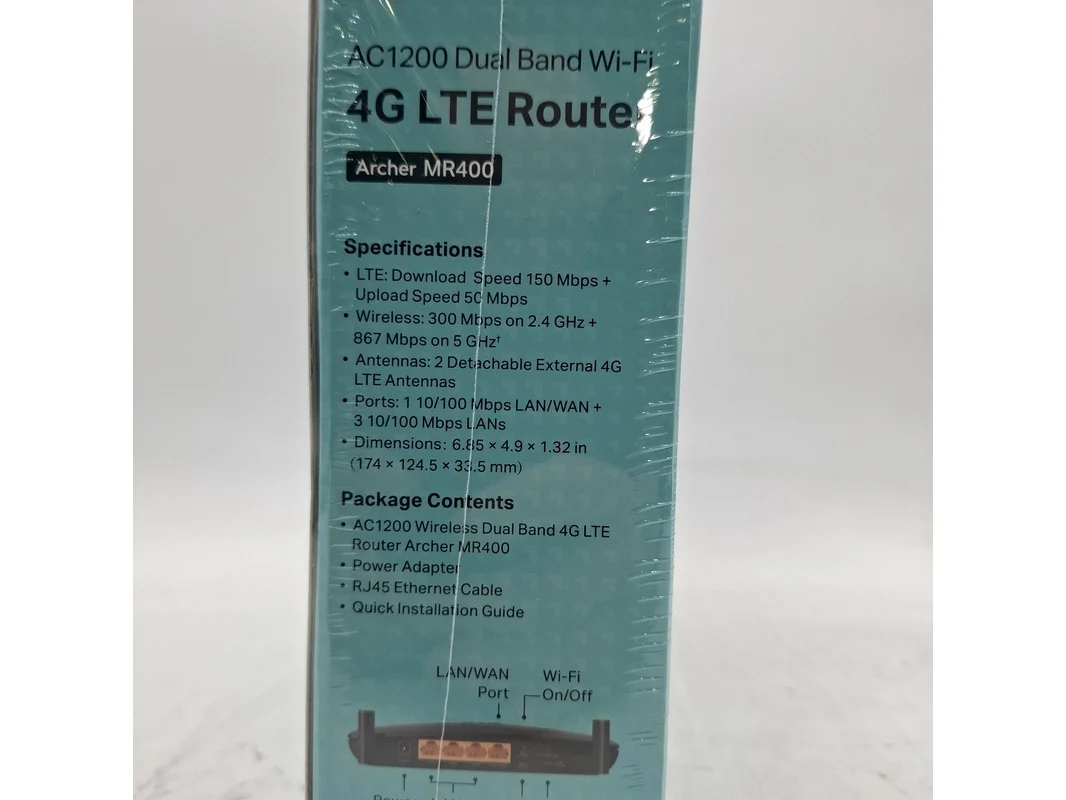 AC1200 Dual Band Wi-Fi
4G LTE Router
Archer MR400
Specifications
• LTE: Download Speed 150 Mbps +
Upload Speed 50 Mbps
• Wireless: 300 Mbps on 2.4 GHz +
867 Mbps on 5 GHz†
• Antennas: 2 Detachable External 4G
LTE Antennas
• Ports: 1 10/100 Mbps LAN/WAN +
3 10/100 Mbps LANs
• Dimensions: 6.85 × 4.9 × 1.32 in
(174 × 124.5 × 33.5 mm)
Package Contents
• AC1200 Wireless Dual Band 4G LTE
Router Archer MR400
• Power Adapter
• RJ45 Ethernet Cable
• Quick Installation Guide
LAN/WAN
Port
Wi-Fi
On/Off